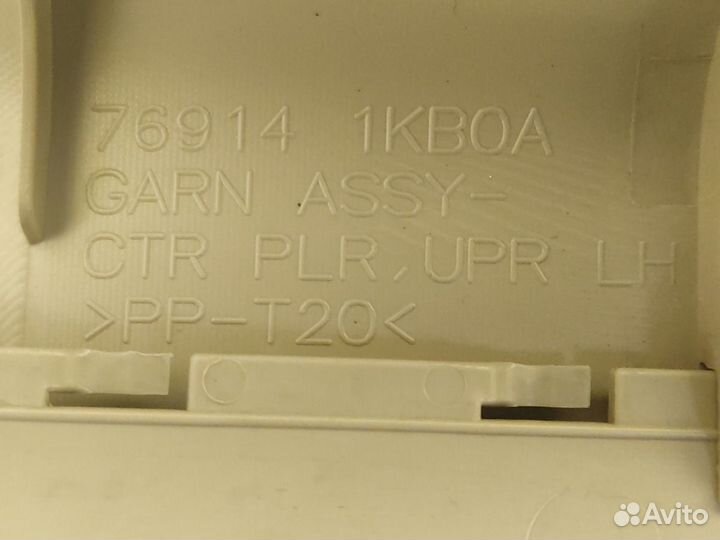 76914 1KB0A
GARN ASSY-
CTR PLR, UPR LH
>PP-T20<
Avito